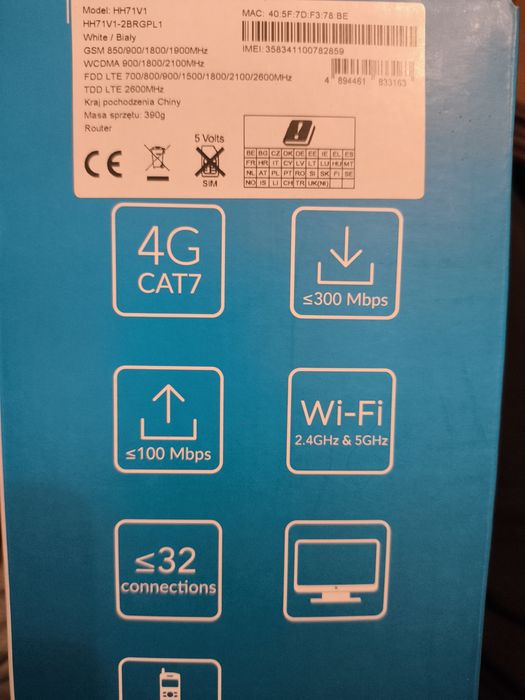 Model: HH71V1
HH71V1-2BRGPL1
White / Biały
GSM 850/900/1800/1900MHz
WCDMA 900/1800/2100MHz
FDD LTE 700/800/900/1500/1800/2100/2600MHz
TDD LTE 2600MHz
Kraj pochodzenia Chiny
Masa sprzętu: 390g
Router
MAC: 40:5F:7D:F3:78:BE
IMEI: 358341100782859
4 894461 833163
5 Volts
SIM
CE
BE BG CZ DK DE EE IE EL ES
FR HR IT CY LV LT LU HU MT
NL AT PL PT RO SI SK FI SE
NO IS LI CH TR UK(NI)
4G
CAT7
≤300 Mbps
≤100 Mbps
Wi-Fi
2.4GHz & 5GHz
≤32
connections